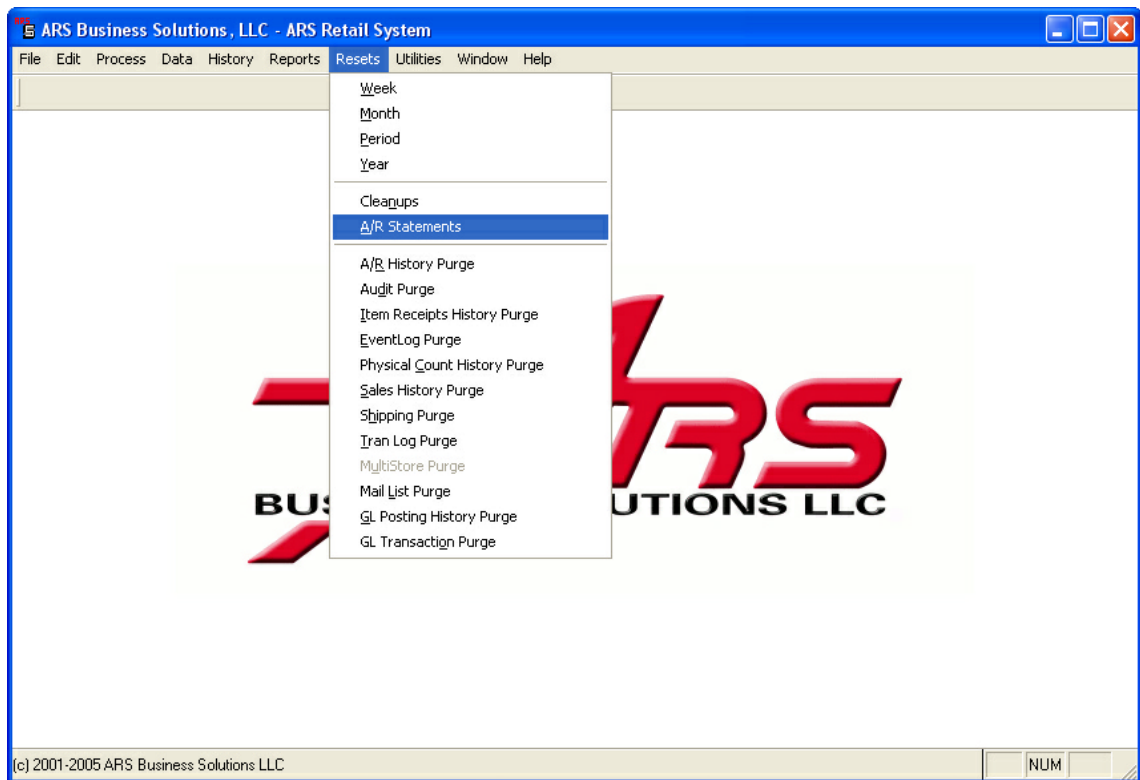 ARS Business Solutions, LLC - ARS Retail System
File Edit Process Data History Reports Resets Utilities Window Help
Week
Month
Period
Year
Cleanups
A/R Statements
A/R History Purge
Audit Purge
Item Receipts History Purge
EventLog Purge
Physical Count History Purge
Sales History Purge
Shipping Purge
Tran Log Purge
MultiStore Purge
Mail List Purge
GL Posting History Purge
GL Transaction Purge
ARS
BUS UTIONS LLC
(c) 2001-2005 ARS Business Solutions LLC NUM